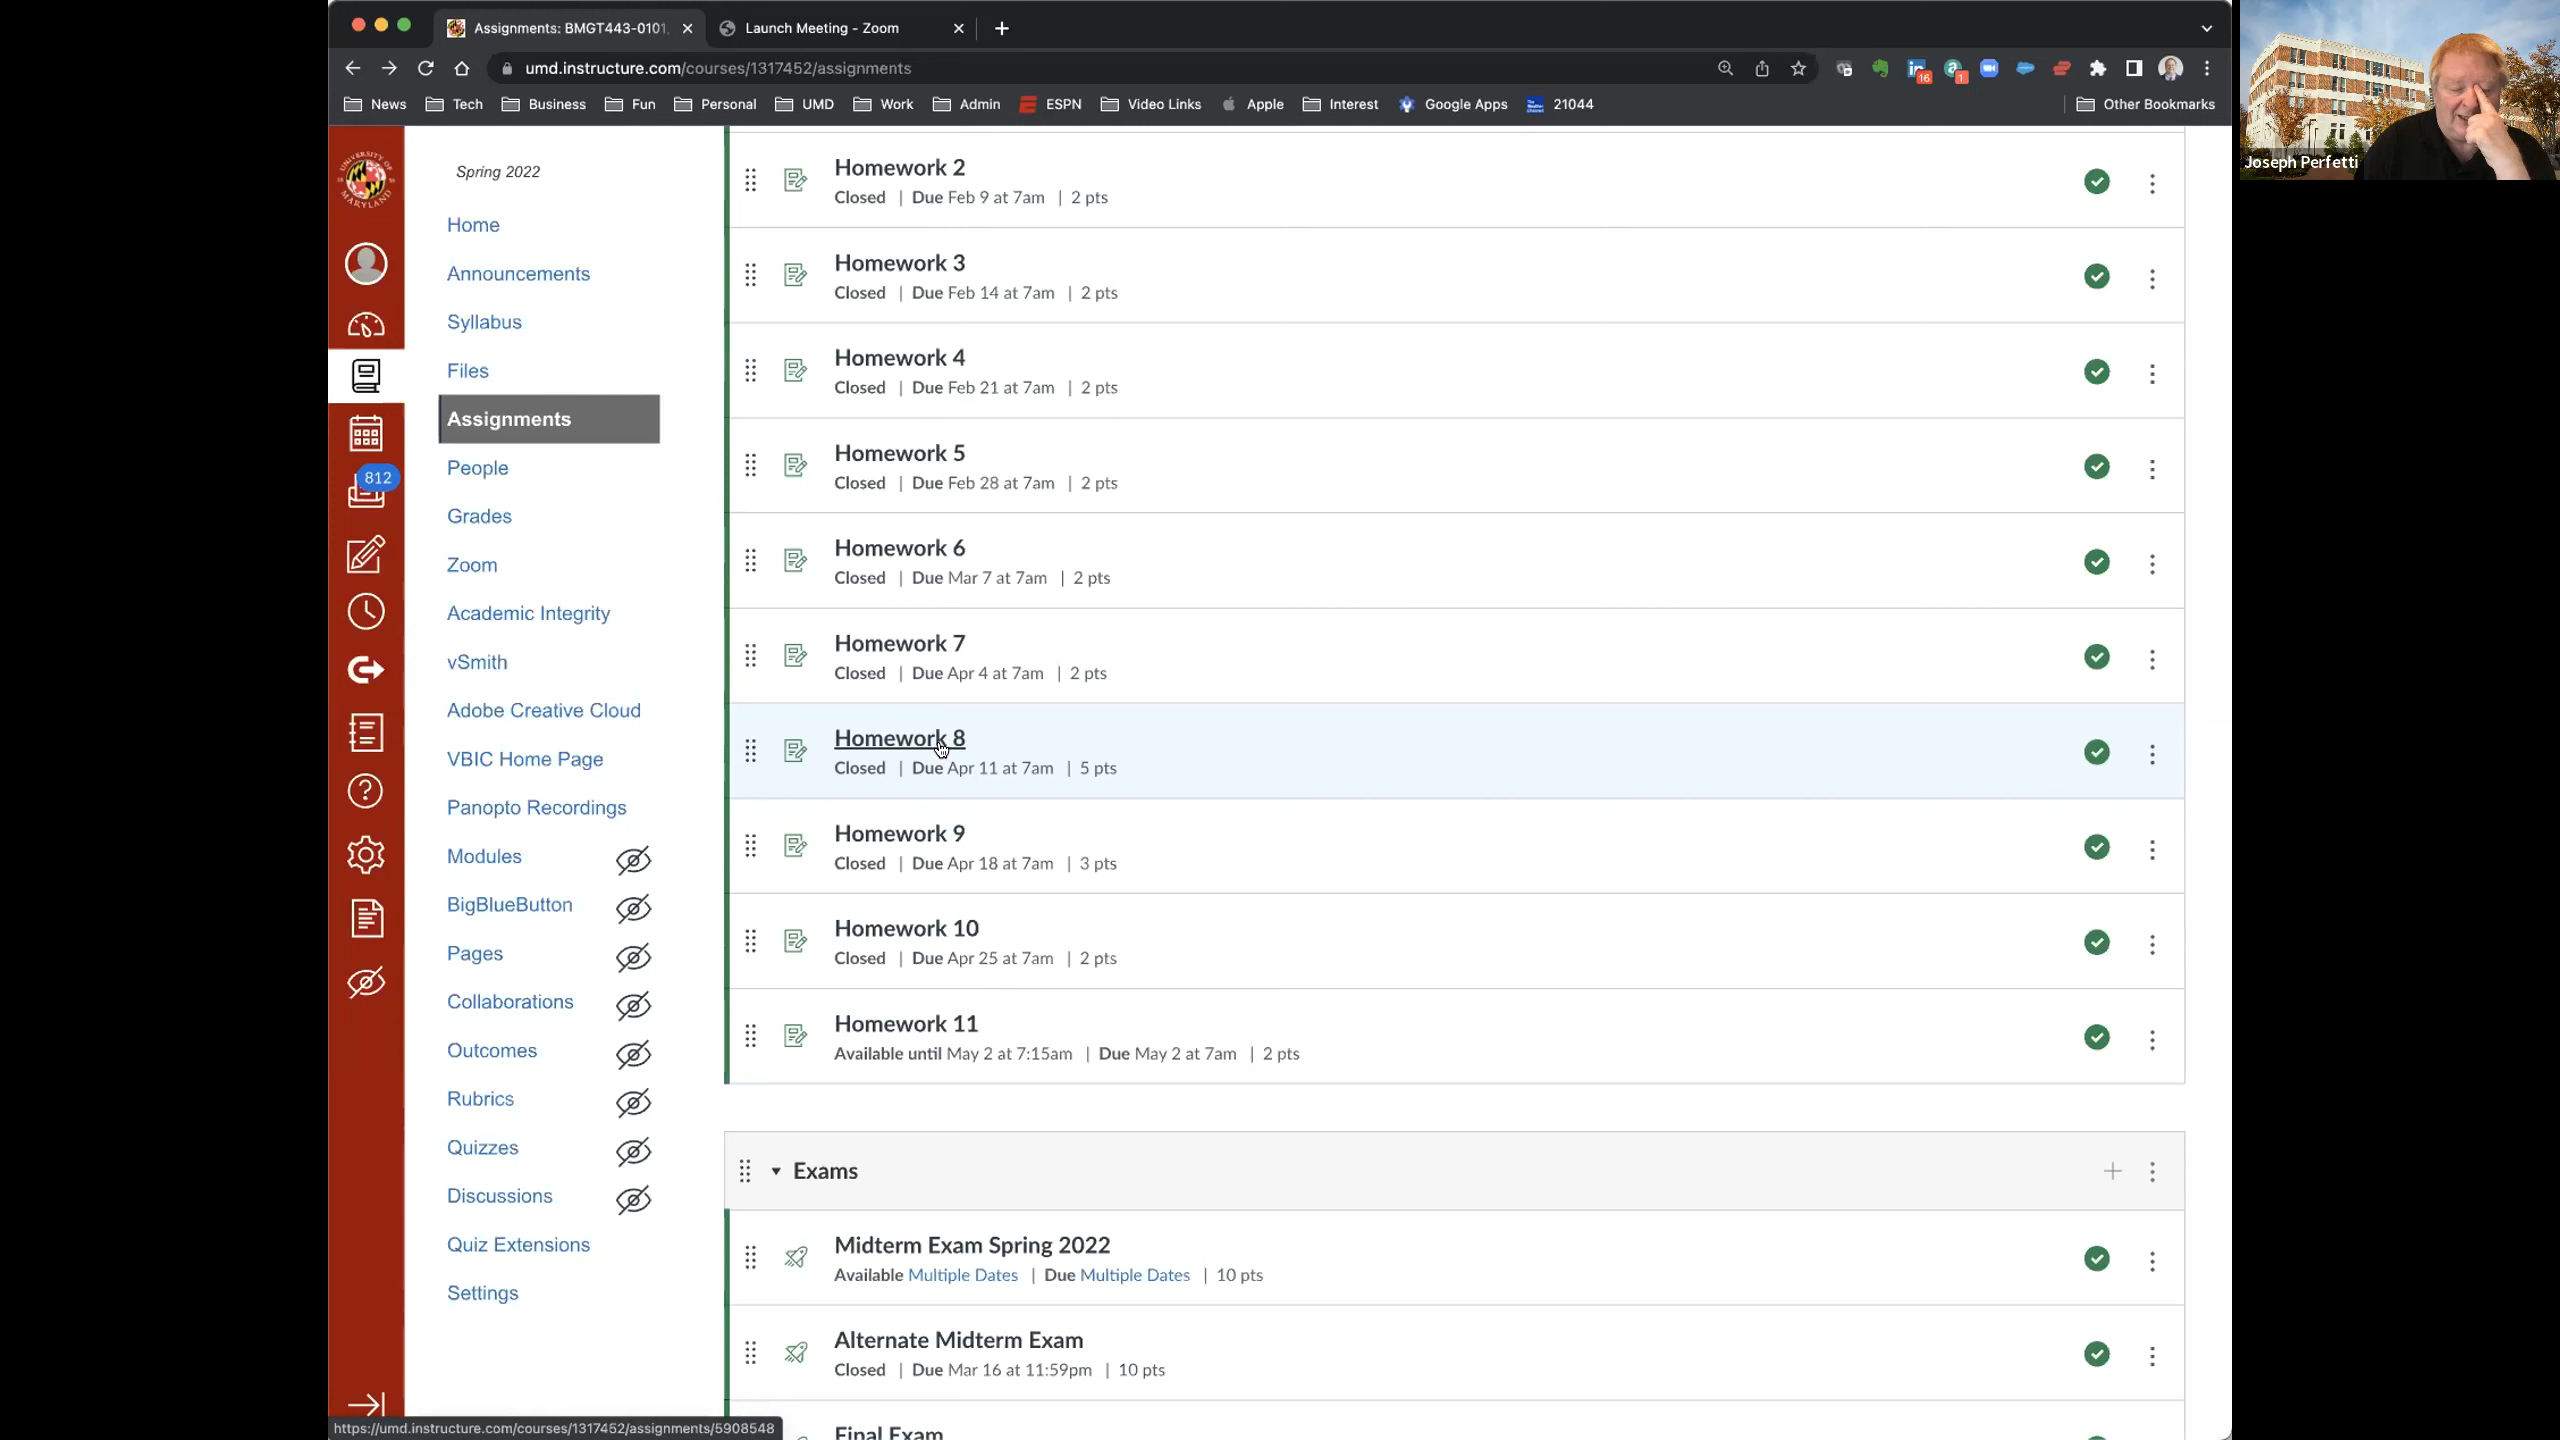 Assignments: BMGT443-0101,
Launch Meeting - Zoom
umd.instructure.com/courses/1317452/assignments
16
1
News
Tech
Business
Fun
Personal
UMD
Work
Admin
ESPN
Video Links
Apple
Interest
Google Apps
21044
Other Bookmarks
Joseph Perfetti
UNIVERSITY OF
MARYLAND
812
Spring 2022
Home
Announcements
Syllabus
Files
Assignments
People
Grades
Zoom
Academic Integrity
vSmith
Adobe Creative Cloud
VBIC Home Page
Panopto Recordings
Modules
BigBlueButton
Pages
Collaborations
Outcomes
Rubrics
Quizzes
Discussions
Quiz Extensions
Settings
Homework 2
Closed | Due Feb 9 at 7am | 2 pts
Homework 3
Closed | Due Feb 14 at 7am | 2 pts
Homework 4
Closed | Due Feb 21 at 7am | 2 pts
Homework 5
Closed | Due Feb 28 at 7am | 2 pts
Homework 6
Closed | Due Mar 7 at 7am | 2 pts
Homework 7
Closed | Due Apr 4 at 7am | 2 pts
Homework 8
Closed | Due Apr 11 at 7am | 5 pts
Homework 9
Closed | Due Apr 18 at 7am | 3 pts
Homework 10
Closed | Due Apr 25 at 7am | 2 pts
Homework 11
Available until May 2 at 7:15am | Due May 2 at 7am | 2 pts
Exams
Midterm Exam Spring 2022
Available Multiple Dates | Due Multiple Dates | 10 pts
Alternate Midterm Exam
Closed | Due Mar 16 at 11:59pm | 10 pts
Final Exam
https://umd.instructure.com/courses/1317452/assignments/5908548